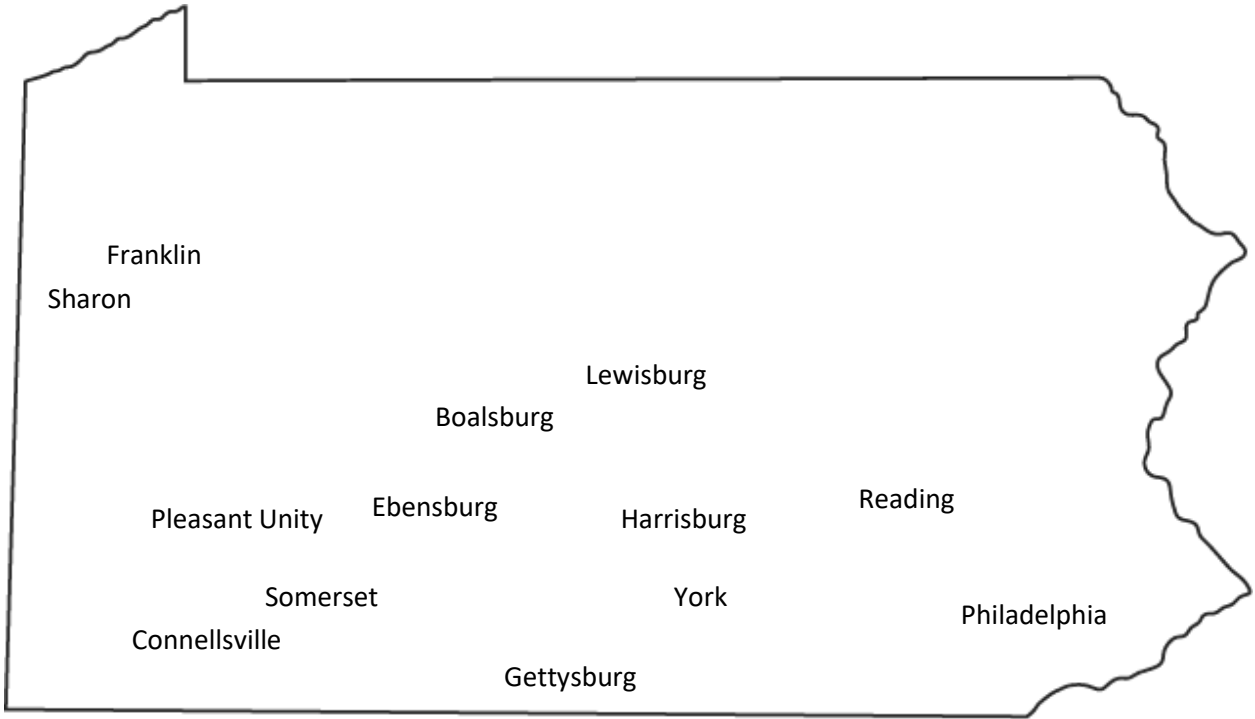 Franklin
Sharon
Lewisburg
Boalsburg
Reading
Ebensburg
Pleasant Unity
Harrisburg
Somerset
York
Philadelphia
Connellsville
Gettysburg